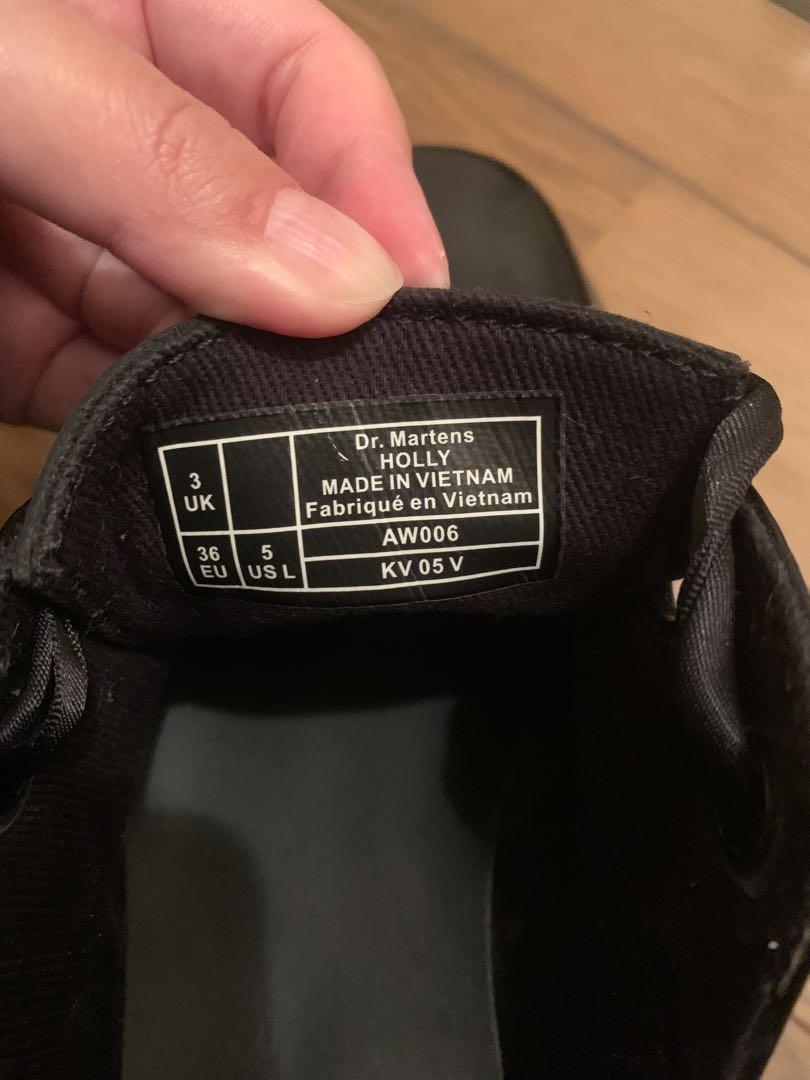 3
UK
Dr. Martens
HOLLY
MADE IN VIETNAM
Fabriqué en Vietnam
36
EU
5
US L
AW006
KV 05 V